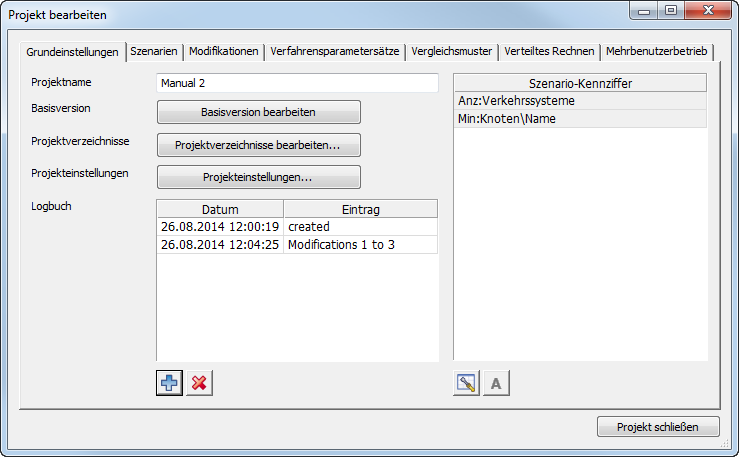 Projekt bearbeiten
Grundeinstellungen Szenarien Modifikationen Verfahrensparametersätze Vergleichsmuster Verteiltes Rechnen Mehrbenutzerbetrieb
Projektname Manual 2
Basisversion Basisversion bearbeiten
Projektverzeichnisse Projektverzeichnisse bearbeiten...
Projekteinstellungen Projekteinstellungen...
Logbuch
Datum Eintrag
26.08.2014 12:00:19 created
26.08.2014 12:04:25 Modifications 1 to 3
Szenario-Kennziffer
Anz:Verkehrssysteme
Min:Knoten\Name
A
Projekt schließen